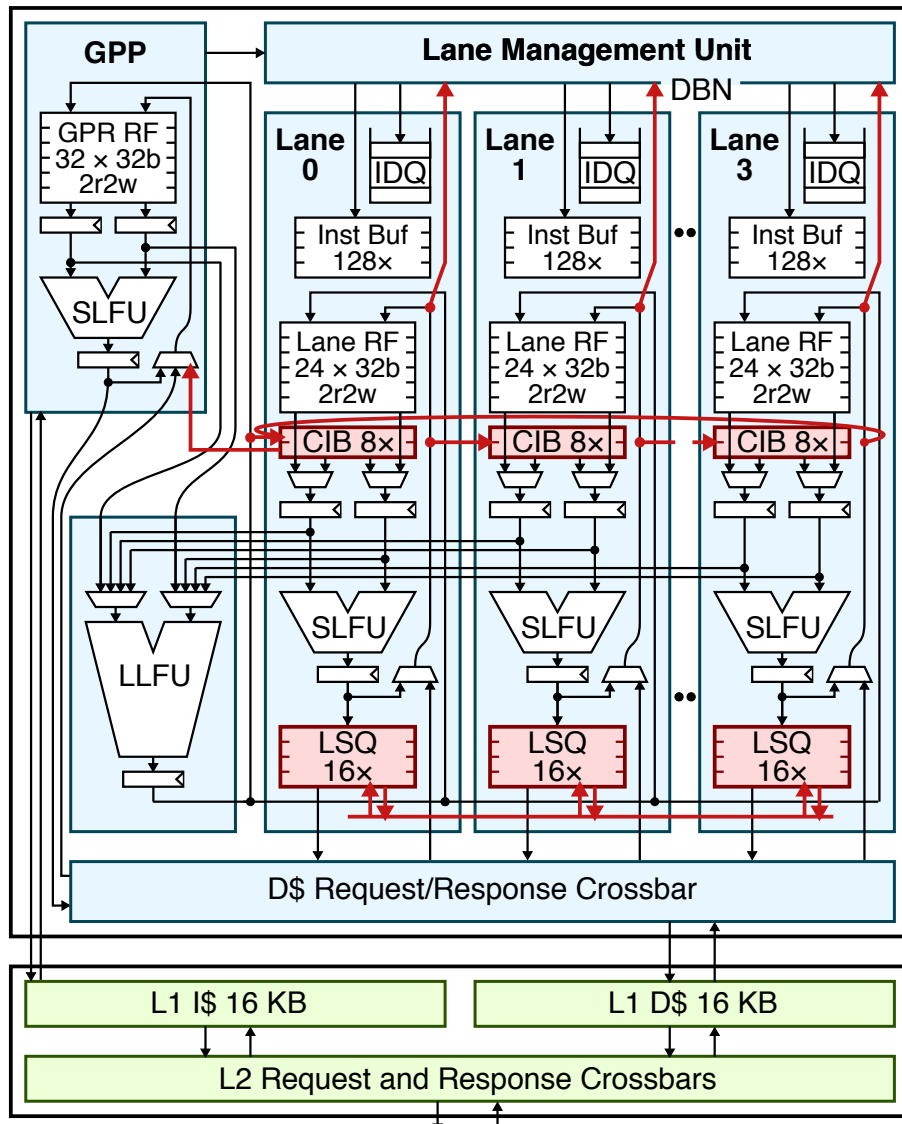 GPP
Lane Management Unit
DBN
GPR RF
32 × 32b
2r2w
SLFU
Lane
0
IDQ
Inst Buf
128×
Lane RF
24 × 32b
2r2w
CIB 8×
SLFU
LSQ
16×
Lane
1
IDQ
Inst Buf
128×
Lane RF
24 × 32b
2r2w
CIB 8×
SLFU
LSQ
16×
Lane
3
IDQ
Inst Buf
128×
Lane RF
24 × 32b
2r2w
CIB 8×
SLFU
LSQ
16×
LLFU
D$ Request/Response Crossbar
L1 I$ 16 KB
L1 D$ 16 KB
L2 Request and Response Crossbars